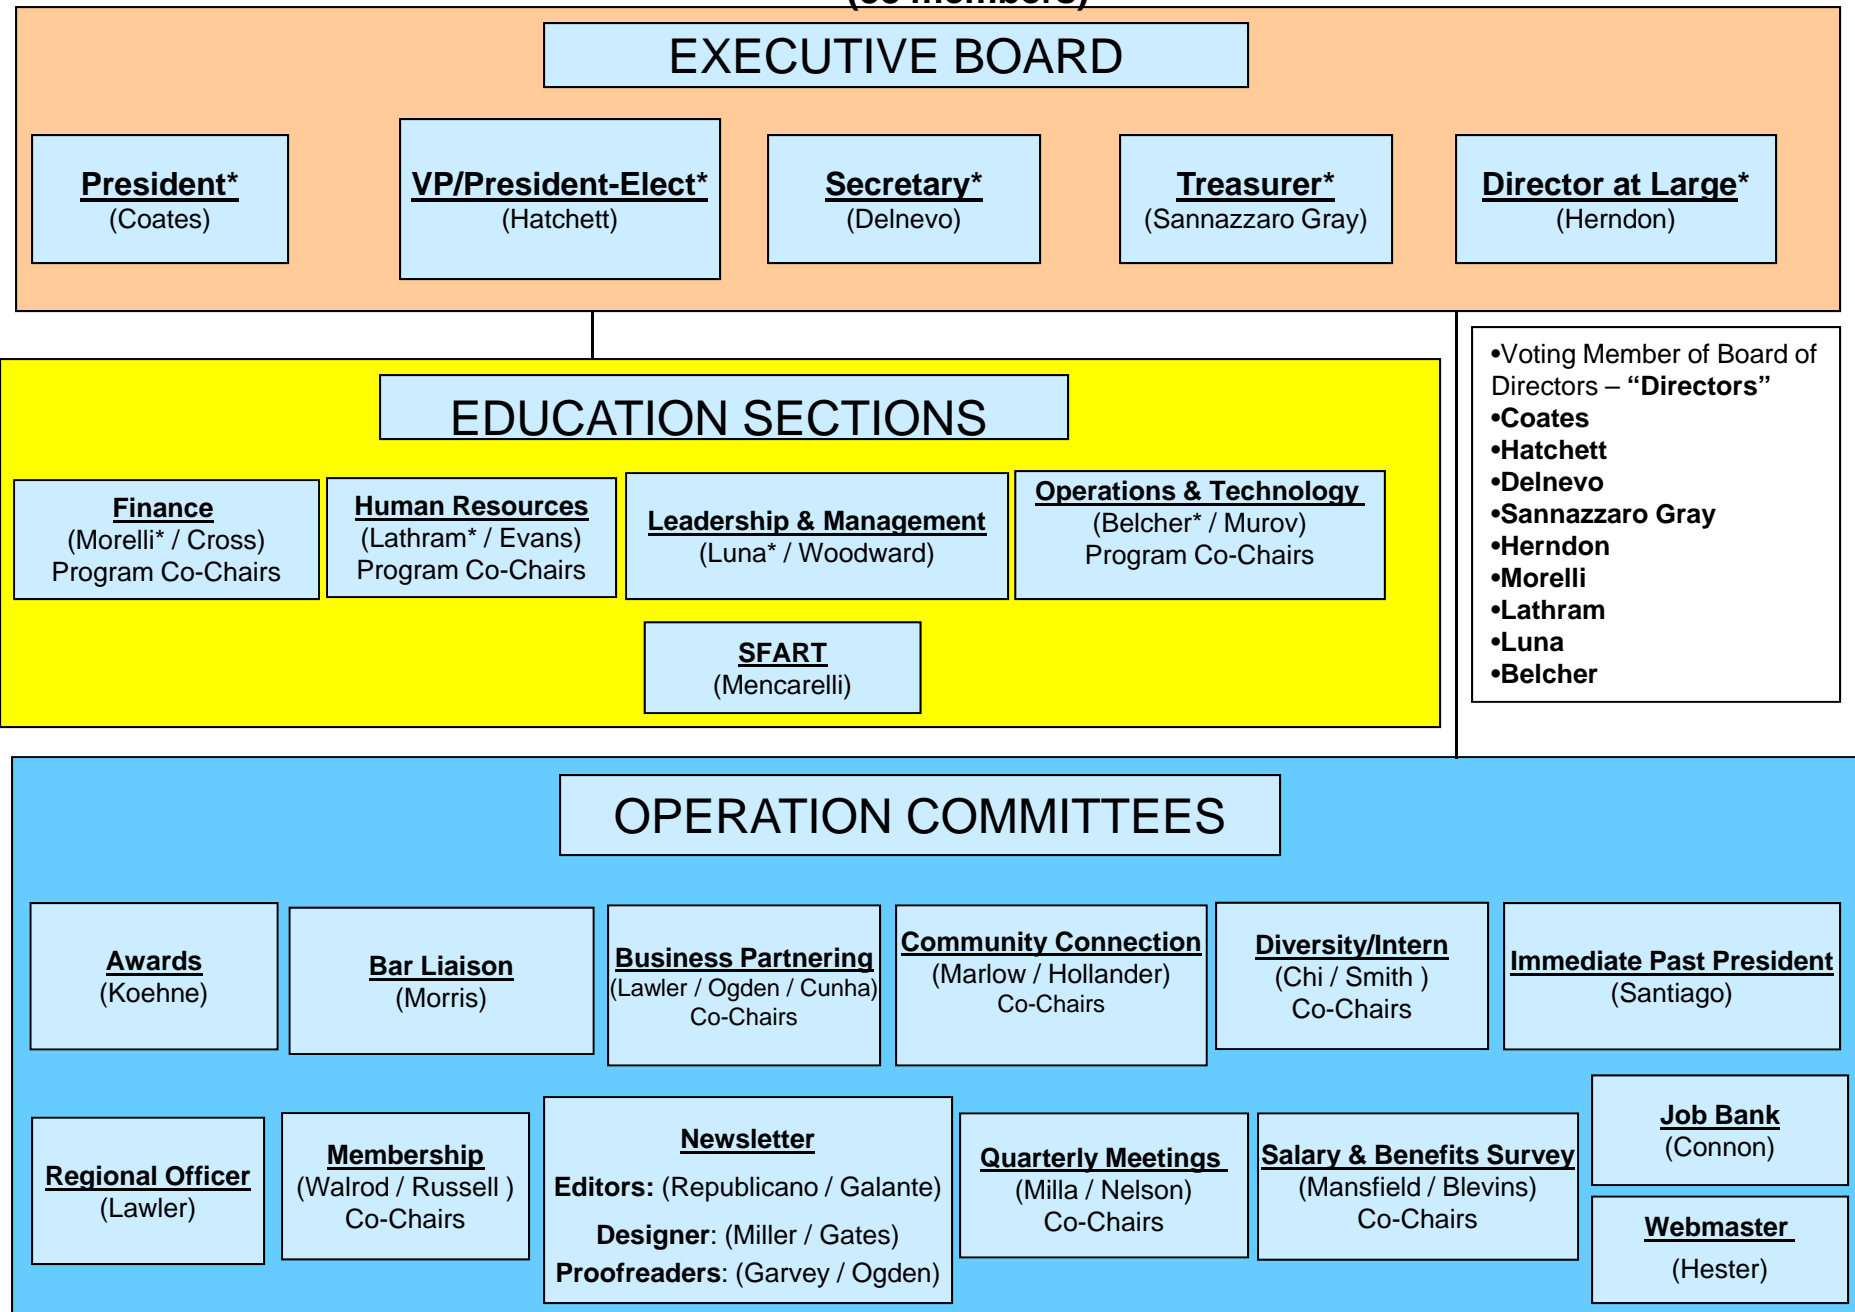 EXECUTIVE BOARD
President*
(Coates)
VP/President-Elect*
(Hatchett)
Secretary*
(Delnevo)
Treasurer*
(Sannazzaro Gray)
Director at Large*
(Herndon)
•Voting Member of Board of
Directors – “Directors”
•Coates
•Hatchett
•Delnevo
•Sannazzaro Gray
•Herndon
•Morelli
•Lathram
•Luna
•Belcher
EDUCATION SECTIONS
Finance
(Morelli* / Cross)
Program Co-Chairs
Human Resources
(Lathram* / Evans)
Program Co-Chairs
Leadership & Management
(Luna* / Woodward)
Operations & Technology
(Belcher* / Murov)
Program Co-Chairs
SFART
(Mencarelli)
OPERATION COMMITTEES
Awards
(Koehne)
Bar Liaison
(Morris)
Business Partnering
(Lawler / Ogden / Cunha)
Co-Chairs
Community Connection
(Marlow / Hollander)
Co-Chairs
Diversity/Intern
(Chi / Smith )
Co-Chairs
Immediate Past President
(Santiago)
Regional Officer
(Lawler)
Membership
(Walrod / Russell )
Co-Chairs
Newsletter
Editors: (Republicano / Galante)
Designer: (Miller / Gates)
Proofreaders: (Garvey / Ogden)
Quarterly Meetings
(Milla / Nelson)
Co-Chairs
Salary & Benefits Survey
(Mansfield / Blevins)
Co-Chairs
Job Bank
(Connon)
Webmaster
(Hester)